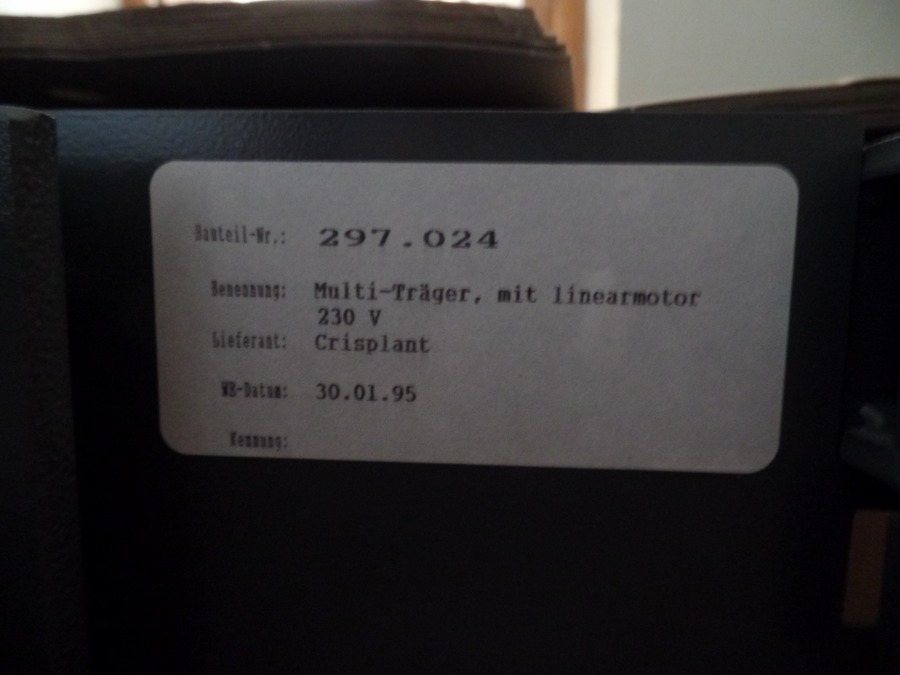 Bauteil-Nr.: 297.024
Benennung: Multi-Träger, mit linearmotor
230 V
Lieferant: Crisplant
WB-Datum: 30.01.95
Kennung: